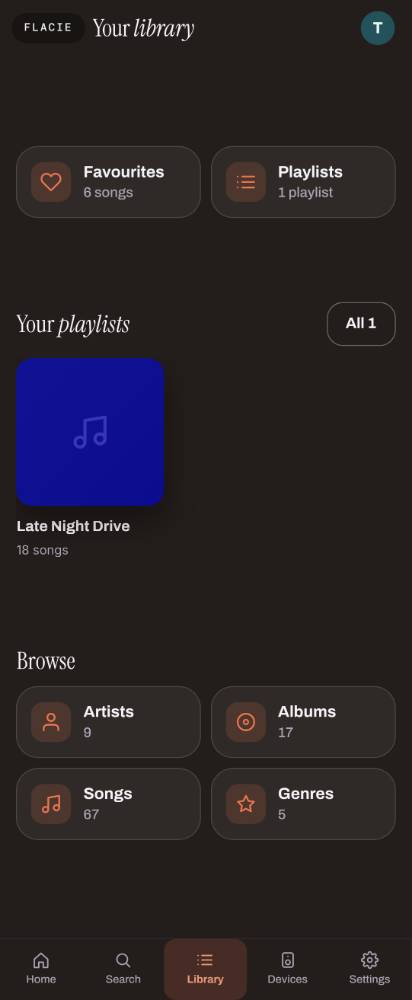 FLACIE
Your library
T
Favourites
6 songs
Playlists
1 playlist
Your playlists
All 1
Late Night Drive
18 songs
Browse
Artists
9
Albums
17
Songs
67
Genres
5
Home
Search
Library
Devices
Settings